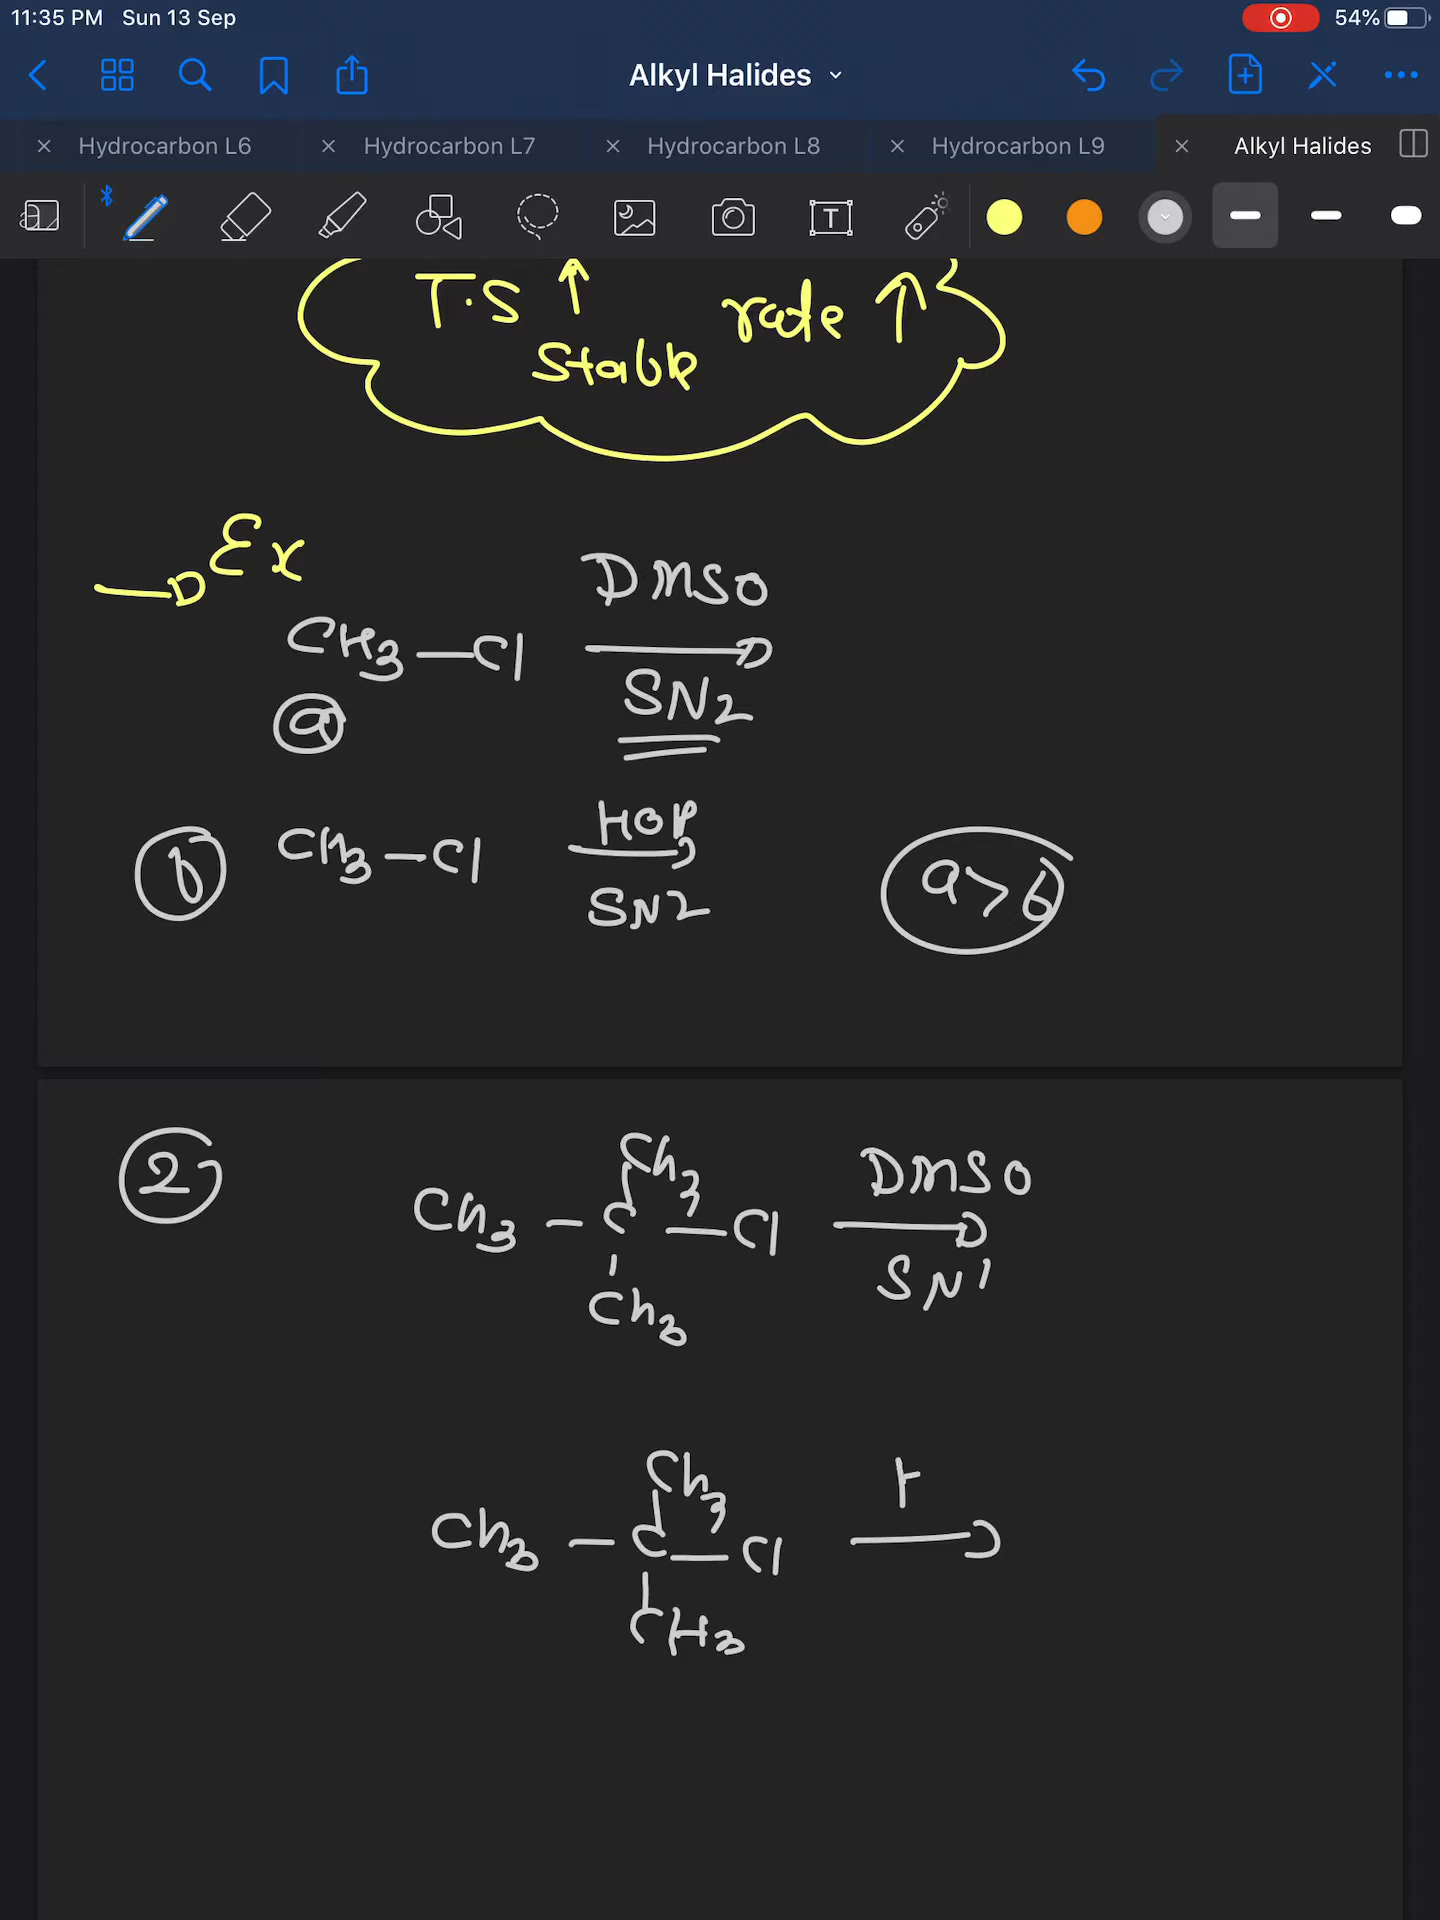 11:35 PM Sun 13 Sep 54%
Alkyl Halides
Hydrocarbon L6 Hydrocarbon L7 Hydrocarbon L8 Hydrocarbon L9 Alkyl Halides
T.S ↑ rate ↑
Stable
Ex
DMSO
CH3—Cl
SN2
a
b CH3—Cl
SN2
a>b
2
CH3
DMSO
CH3 – C – Cl
SN1
CH3
CH3
CH3 – C – Cl
CH3